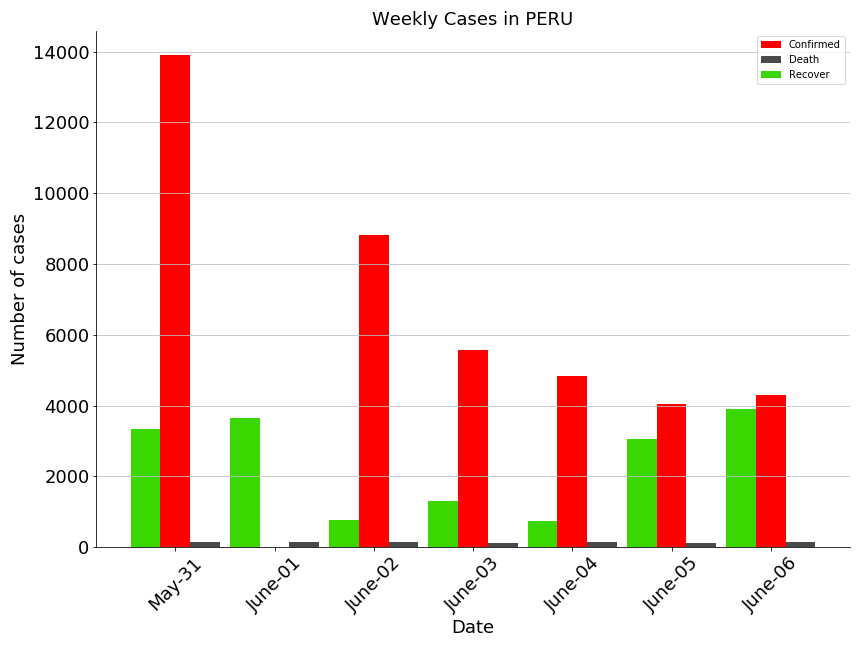 Weekly Cases in PERU
Confirmed
Death
Recover
14000
12000
10000
8000
6000
4000
2000
0
Number of cases
May-31
June-01
June-02
June-03
June-04
June-05
June-06
Date